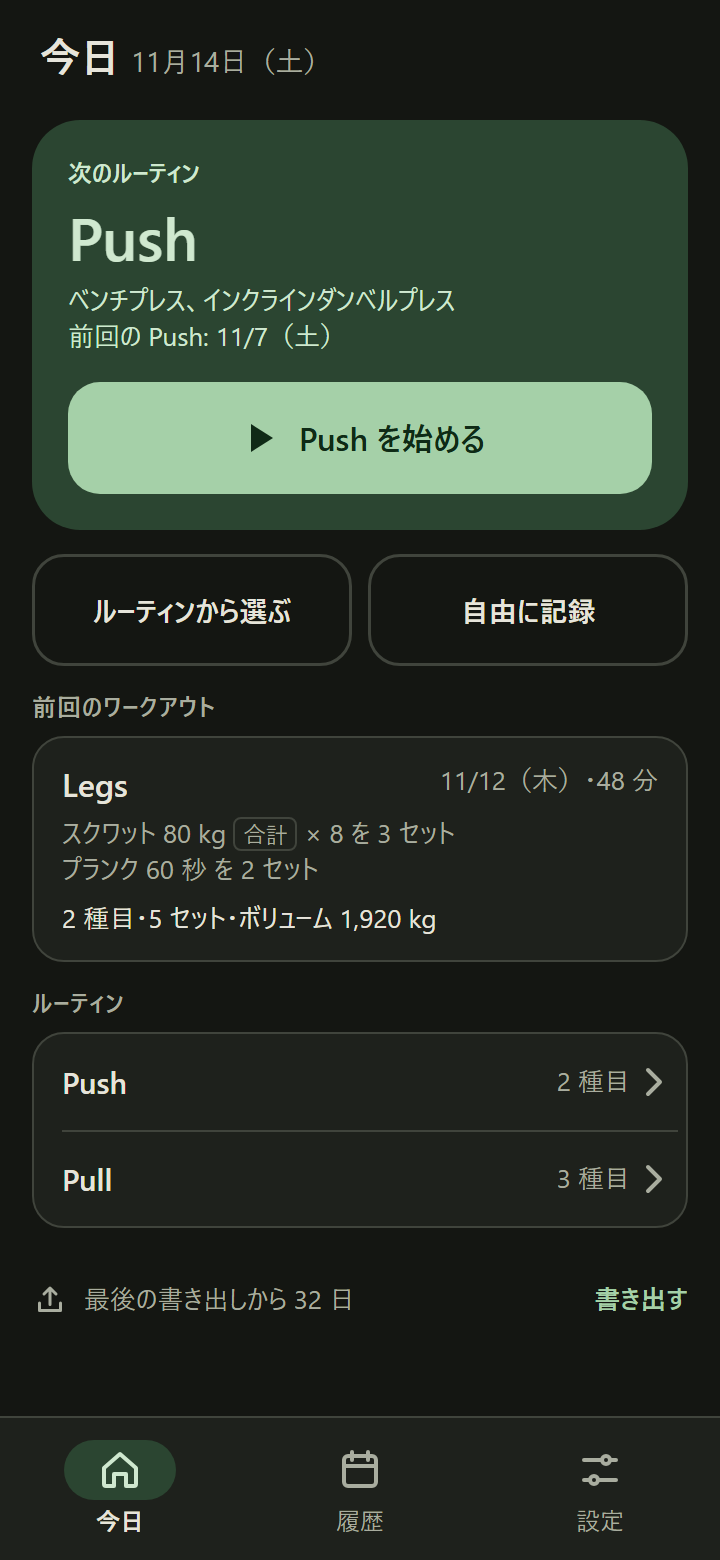 今日 11月14日（土）
次のルーティン
Push
ベンチプレス、インクラインダンベルプレス
前回の Push: 11/7（土）
Push を始める
ルーティンから選ぶ
自由に記録
前回のワークアウト
Legs 11/12（木）·48 分
スクワット 80 kg 合計 × 8 を 3 セット
プランク 60 秒 を 2 セット
2 種目·5 セット·ボリューム 1,920 kg
ルーティン
Push 2 種目
Pull 3 種目
最後の書き出しから 32 日 書き出す
今日 履歴 設定